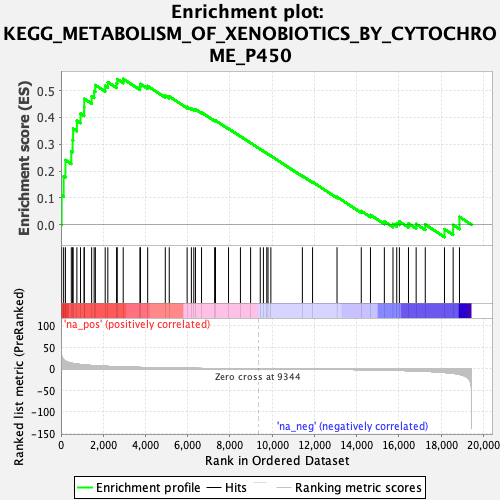 Enrichment plot:
KEGG_METABOLISM_OF_XENOBIOTICS_BY_CYTOCHRO
ME_P450
Enrichment score (ES)
0.5
0.4
0.3
0.2
0.1
0.0
'na_pos' (positively correlated)
Ranked list metric (PreRanked)
100
50
0
-50
-100
-150
Zero cross at 9344
'na_neg' (negatively correlated)
0
2,000
4,000
6,000
8,000
10,000
12,000
14,000
16,000
18,000
20,000
Rank in Ordered Dataset
Enrichment profile
Hits
Ranking metric scores